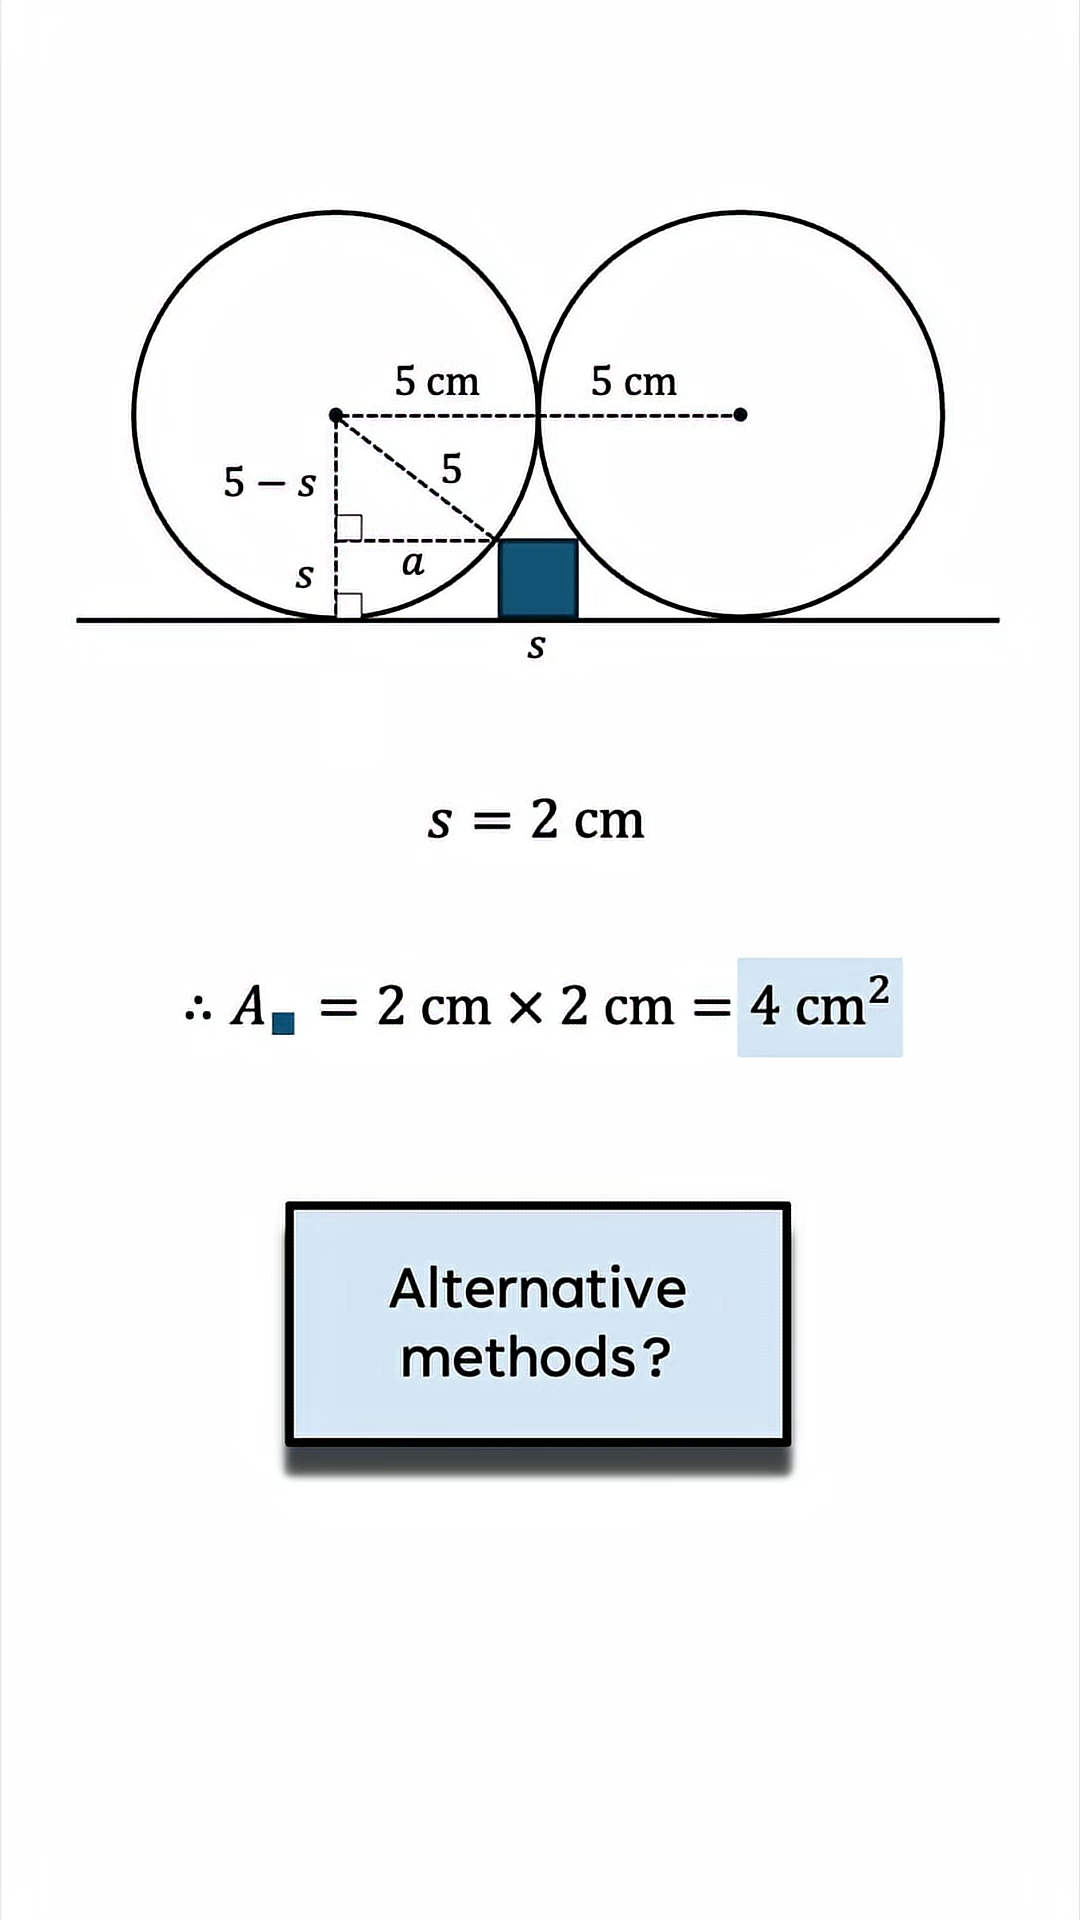 5 cm 5 cm
5
5 − s
a
s
s
s = 2 cm
∴ A■ = 2 cm × 2 cm = 4 cm²
Alternative
methods?